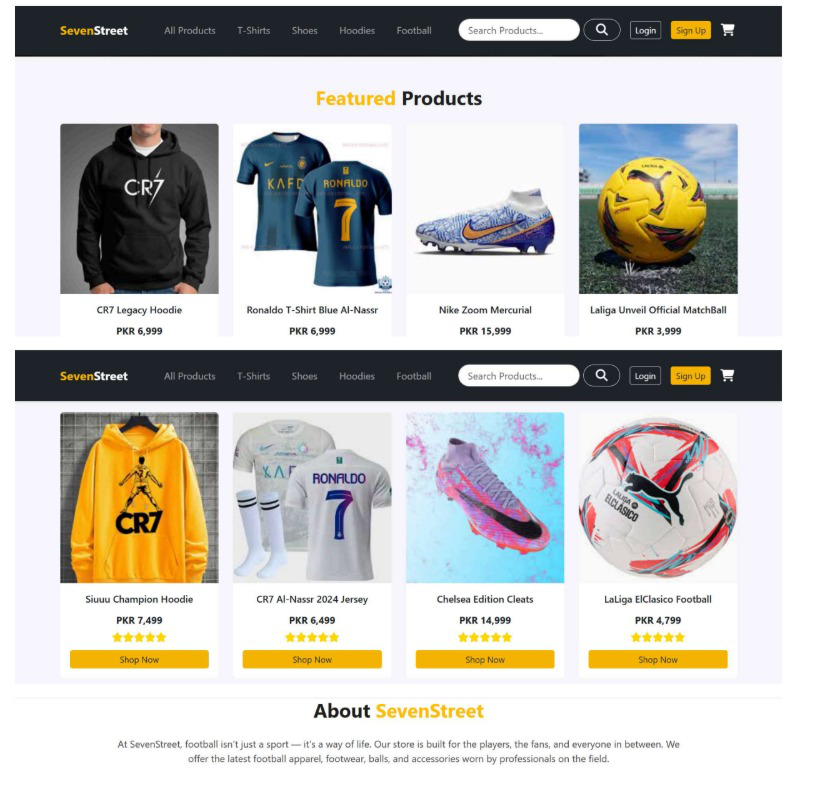 SevenStreet All Products T-Shirts Shoes Hoodies Football Search Products... Login Sign Up
Featured Products
CR7
KAFD RONALDO
7
LALIGA
CR7 Legacy Hoodie Ronaldo T-Shirt Blue Al-Nassr Nike Zoom Mercurial Laliga Unveil Official MatchBall
PKR 6,999 PKR 6,999 PKR 15,999 PKR 3,999
SevenStreet All Products T-Shirts Shoes Hoodies Football Search Products... Login Sign Up
CR7
RONALDO
7
LALIGA
ELCLASICO
Siuuu Champion Hoodie CR7 Al-Nassr 2024 Jersey Chelsea Edition Cleats LaLiga ElClasico Football
PKR 7,499 PKR 6,499 PKR 14,999 PKR 4,799
Shop Now Shop Now Shop Now Shop Now
About SevenStreet
At SevenStreet, football isn't just a sport — it's a way of life. Our store is built for the players, the fans, and everyone in between. We
offer the latest football apparel, footwear, balls, and accessories worn by professionals on the field.